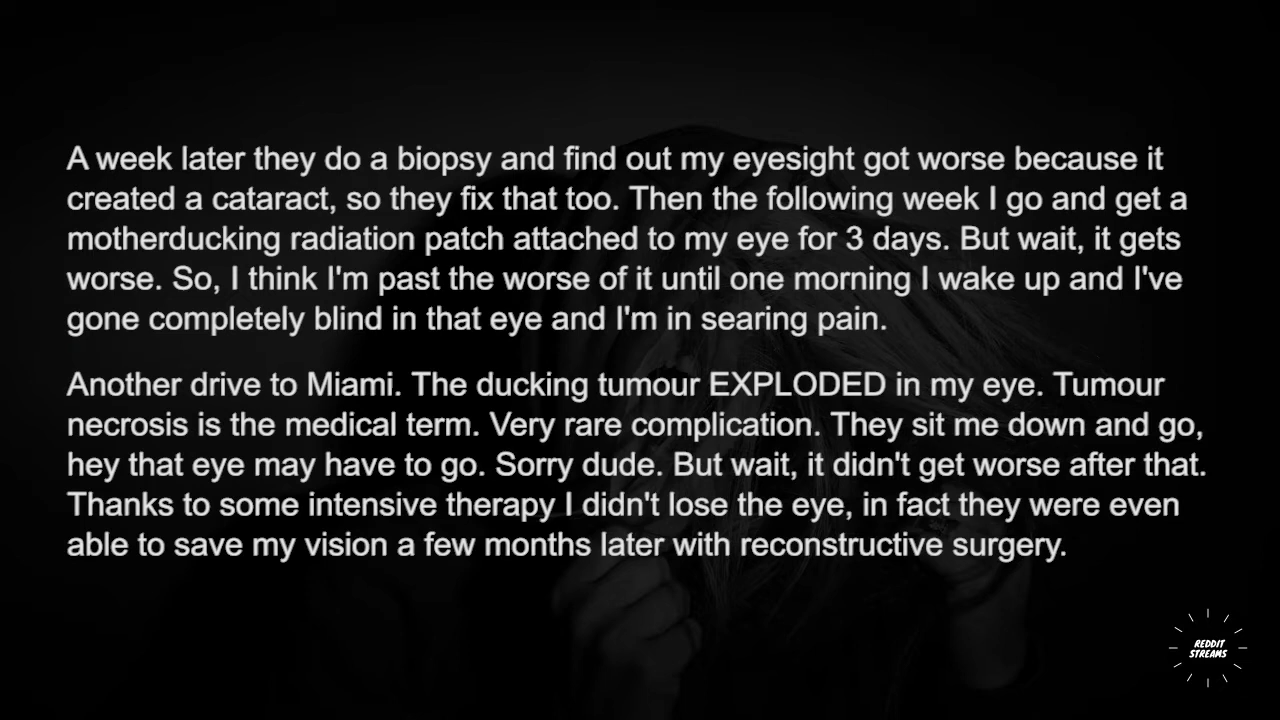 A week later they do a biopsy and find out my eyesight got worse because it
created a cataract, so they fix that too. Then the following week I go and get a
motherducking radiation patch attached to my eye for 3 days. But wait, it gets
worse. So, I think I'm past the worse of it until one morning I wake up and I've
gone completely blind in that eye and I'm in searing pain.
Another drive to Miami. The ducking tumour EXPLODED in my eye. Tumour
necrosis is the medical term. Very rare complication. They sit me down and go,
hey that eye may have to go. Sorry dude. But wait, it didn't get worse after that.
Thanks to some intensive therapy I didn't lose the eye, in fact they were even
able to save my vision a few months later with reconstructive surgery.
REDDIT
STREAMS